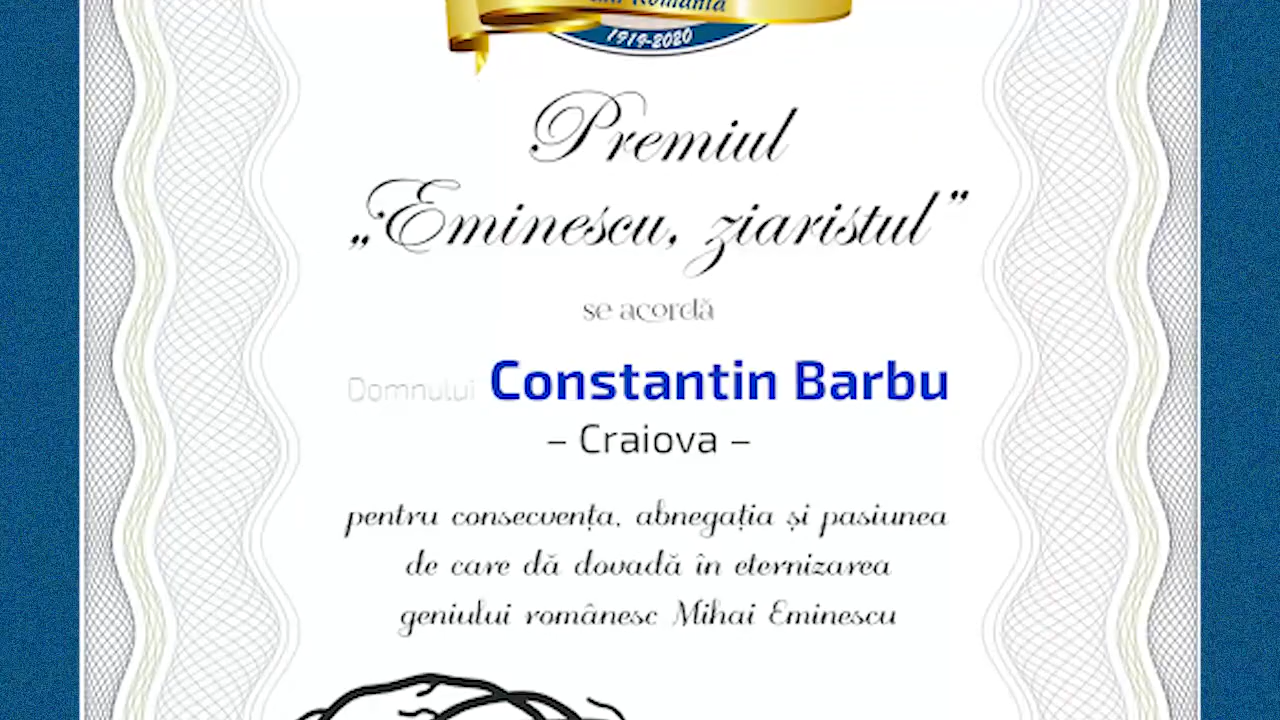 România
1919-2020
Premiul
„Eminescu, ziaristul”
se acordă
Domnului Constantin Barbu
– Craiova –
pentru consecvența, abnegația și pasiunea
de care dă dovadă în eternizarea
geniului românesc Mihai Eminescu